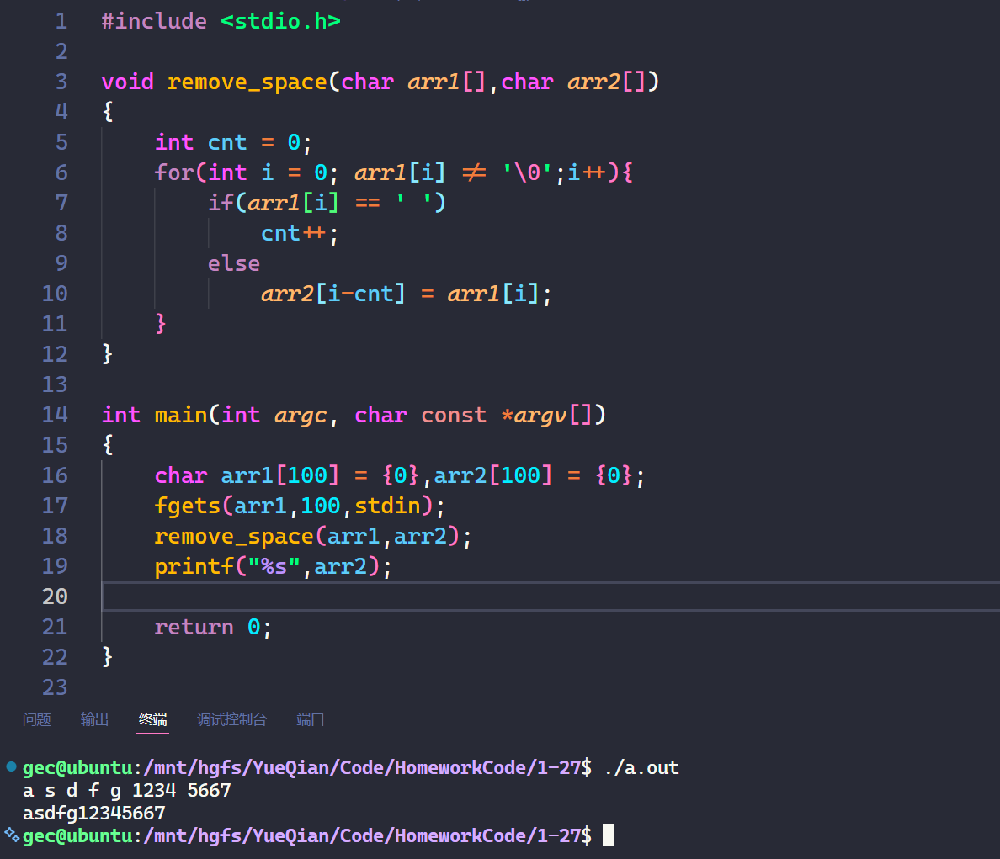 1 #include <stdio.h>
2
3 void remove_space(char arr1[],char arr2[])
4 {
5     int cnt = 0;
6     for(int i = 0; arr1[i] != '\0';i++){
7         if(arr1[i] == ' ')
8             cnt++;
9         else
10             arr2[i-cnt] = arr1[i];
11     }
12 }
13
14 int main(int argc, char const *argv[])
15 {
16     char arr1[100] = {0},arr2[100] = {0};
17     fgets(arr1,100,stdin);
18     remove_space(arr1,arr2);
19     printf("%s",arr2);
20
21     return 0;
22 }
23
问题 输出 终端 调试控制台 端口
gec@ubuntu:/mnt/hgfs/YueQian/Code/HomeworkCode/1-27$ ./a.out
a s d f g 1234 5667
asdfg12345667
gec@ubuntu:/mnt/hgfs/YueQian/Code/HomeworkCode/1-27$